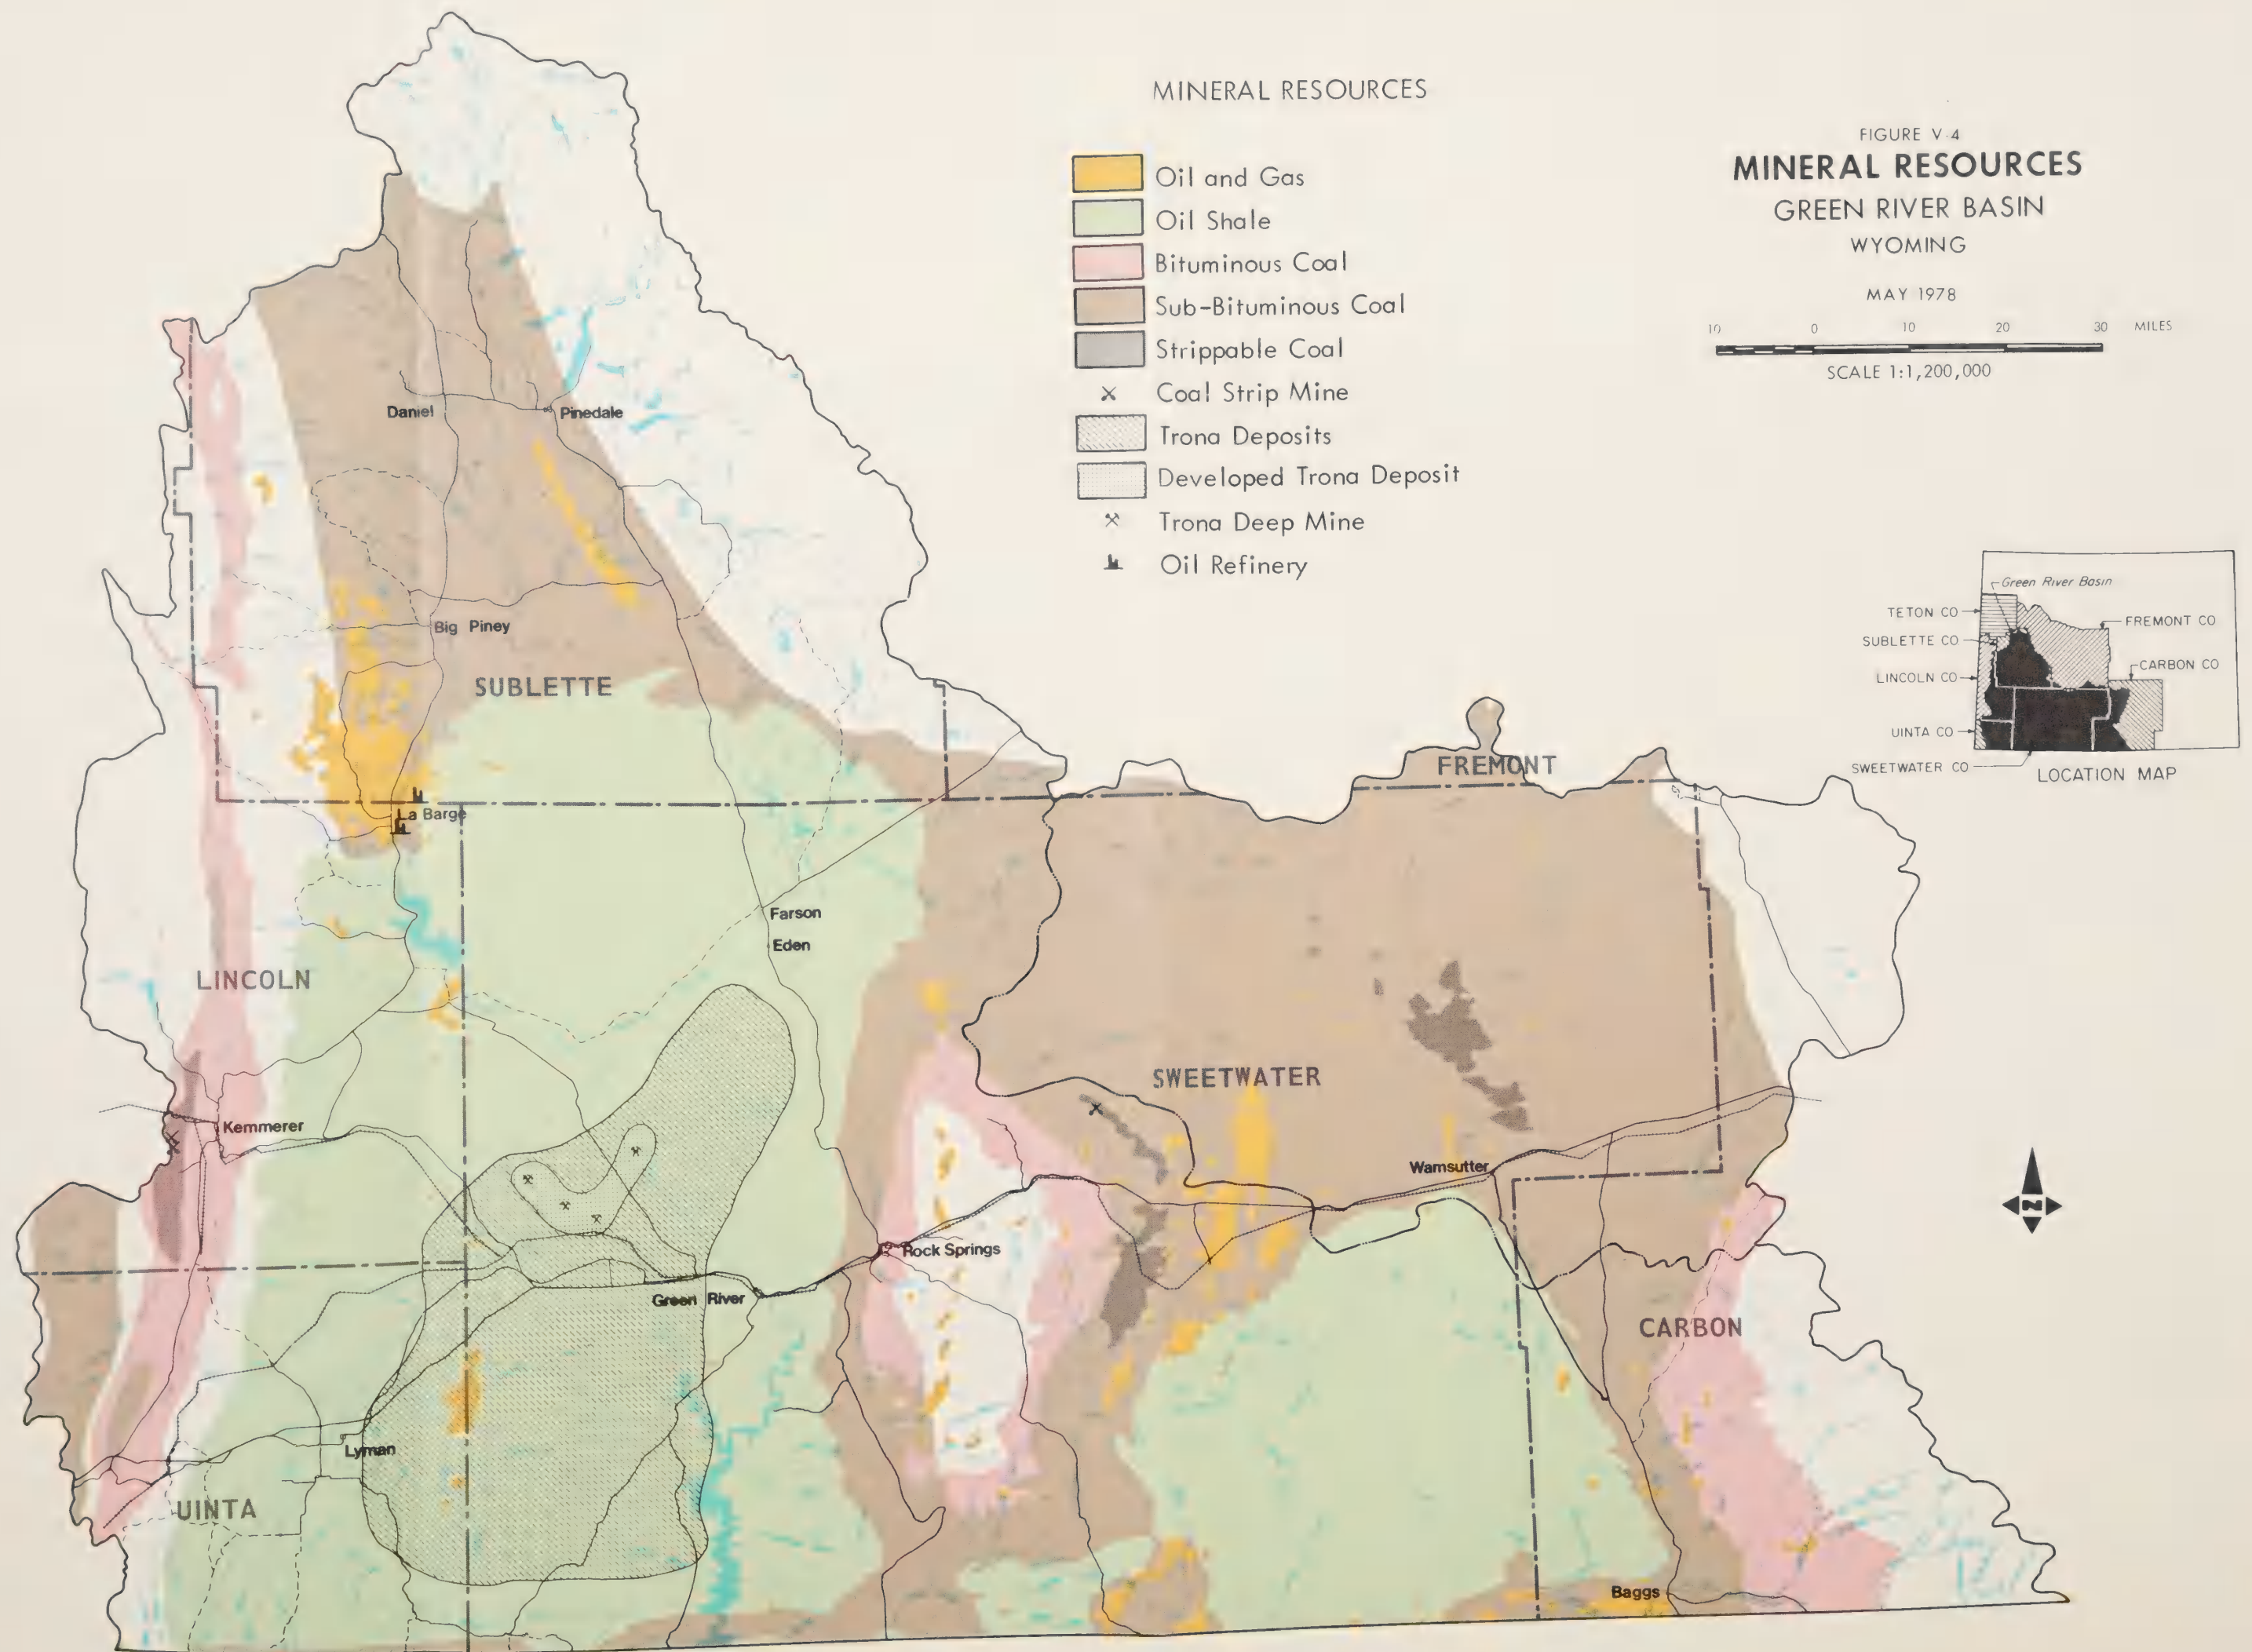 MINERAL RESOURCES
Oil and Gas
Oil Shale
Bituminous Coal
Sub-Bituminous Coal
Strippable Coal
Coal Strip Mine
Trona Deposits
Developed Trona Deposit
Trona Deep Mine
Oil Refinery
FIGURE V-4
MINERAL RESOURCES
GREEN RIVER BASIN
WYOMING
MAY 1978
10 0 10 20 30 MILES
SCALE 1:1,200,000
Green River Basin
TETON CO
FREMONT CO
SUBLETTE CO
CARBON CO
LINCOLN CO
UINTA CO
SWEETWATER CO
LOCATION MAP
N
Daniel
Pinedale
Big Piney
SUBLETTE
FREMONT
La Barge
Farson
Eden
LINCOLN
SWEETWATER
Kemmerer
Wamsutter
Rock Springs
Green River
CARBON
Lyman
UINTA
Baggs